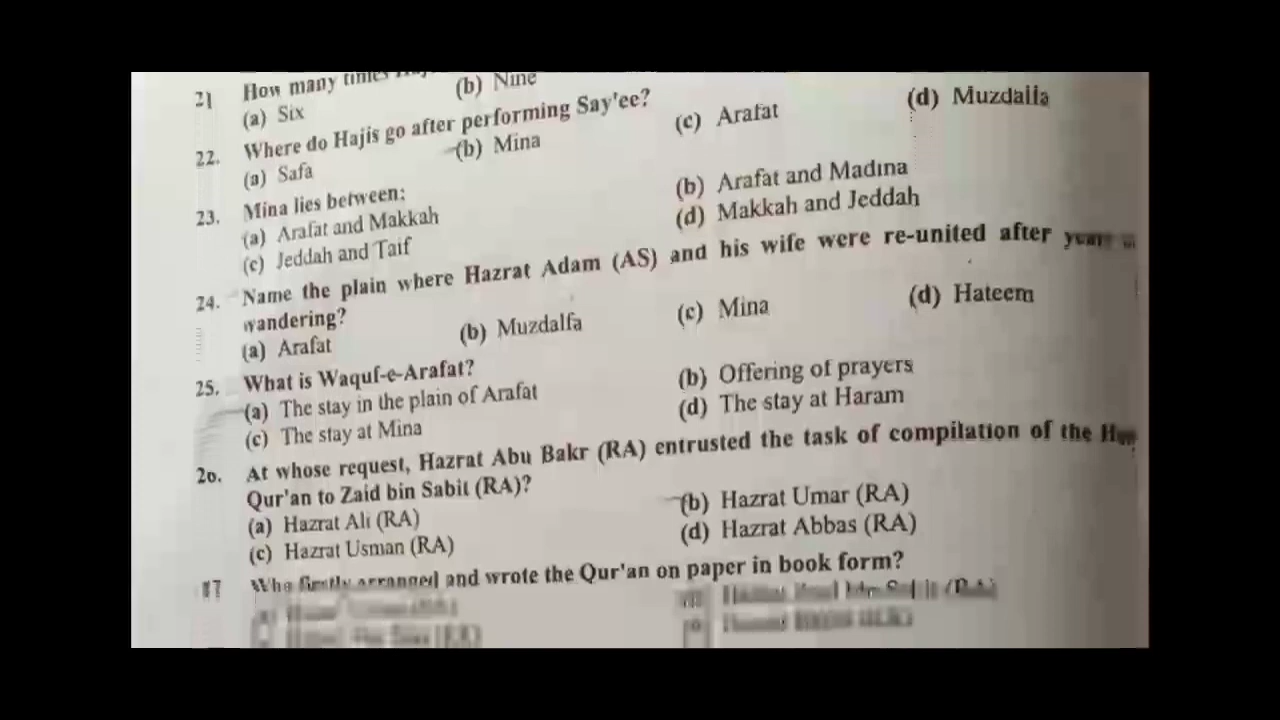 21 How many times
(a) Six (b) Nine
22. Where do Hajis go after performing Say'ee?
(a) Safa (b) Mina (c) Arafat (d) Muzdalifa
23. Mina lies between:
(a) Arafat and Makkah (b) Arafat and Madina
(c) Jeddah and Taif (d) Makkah and Jeddah
24. Name the plain where Hazrat Adam (AS) and his wife were re-united after years
wandering?
(a) Arafat (b) Muzdalfa (c) Mina (d) Hateem
25. What is Waquf-e-Arafat?
(a) The stay in the plain of Arafat (b) Offering of prayers
(c) The stay at Mina (d) The stay at Haram
26. At whose request, Hazrat Abu Bakr (RA) entrusted the task of compilation of the
Qur'an to Zaid bin Sabit (RA)?
(a) Hazrat Ali (RA) (b) Hazrat Umar (RA)
(c) Hazrat Usman (RA) (d) Hazrat Abbas (RA)
Who firstly arranged and wrote the Qur'an on paper in book form?